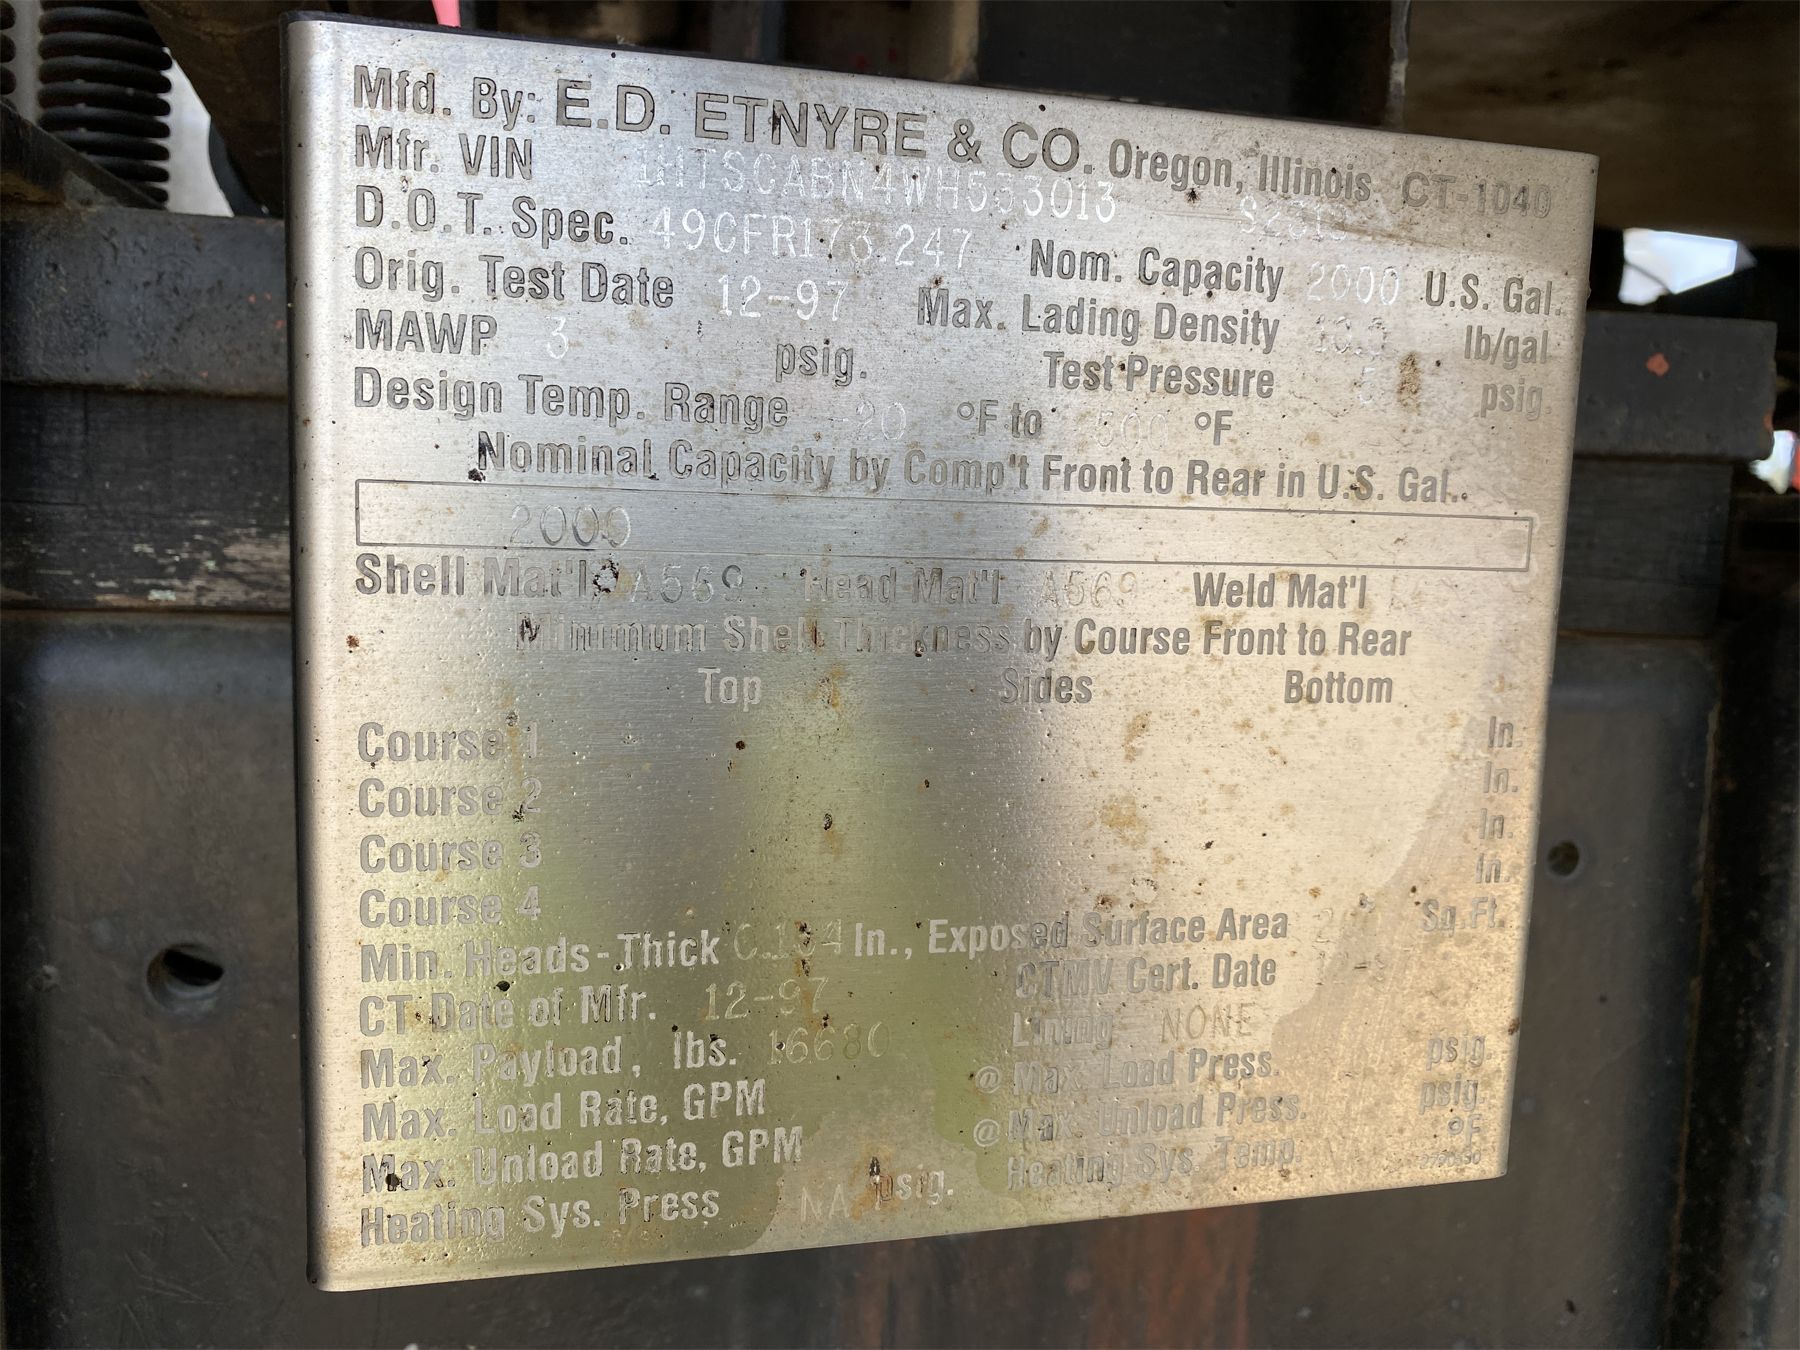 Mfd. By: E.D. ETNYRE & CO. Oregon, Illinois CT-1040
Mfr. VIN 1HTSCABN4WH553013
D.O.T. Spec. 49CFR173.247 Nom. Capacity 2000 U.S. Gal.
Orig. Test Date 12-97 Max. Lading Density lb/gal
MAWP 3 psig. Test Pressure psig.
Design Temp. Range -20 °F to 500 °F
Nominal Capacity by Comp't Front to Rear in U.S. Gal.
2000
Shell Mat'l A569 Head Mat'l A569 Weld Mat'l
Minimum Shell Thickness by Course Front to Rear
Top Sides Bottom
Course 1 In.
Course 2 In.
Course 3 In.
Course 4 In.
Min. Heads-Thick In., Exposed Surface Area Sq.Ft.
CT Date of Mfr. 12-97 CTMV Cert. Date
Max. Payload, lbs. 16680 Lining NONE
Max. Load Rate, GPM @ Max. Load Press. psig.
Max. Unload Rate, GPM @ Max. Unload Press. psig.
Heating Sys. Press NA psig. Heating Sys. Temp. °F